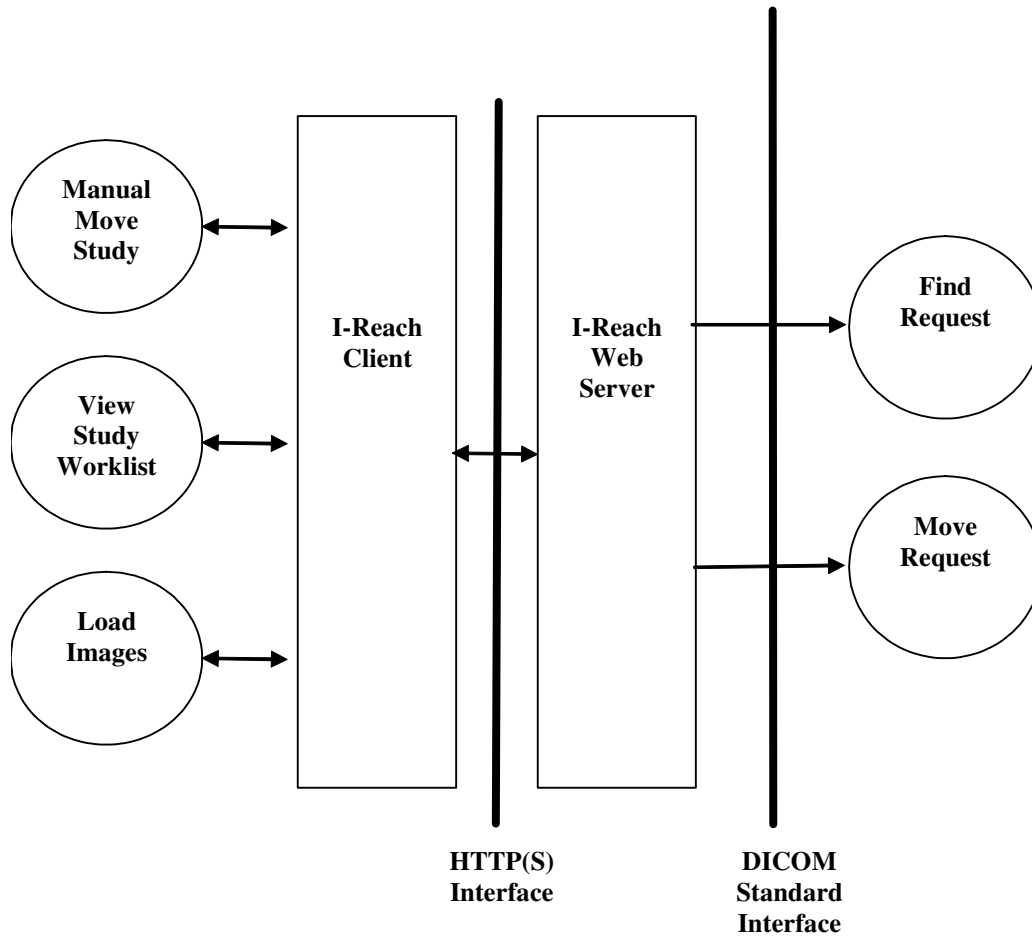 Manual
Move
Study
View
Study
Worklist
Load
Images
I-Reach
Client
I-Reach
Web
Server
Find
Request
Move
Request
HTTP(S)
Interface
DICOM
Standard
Interface